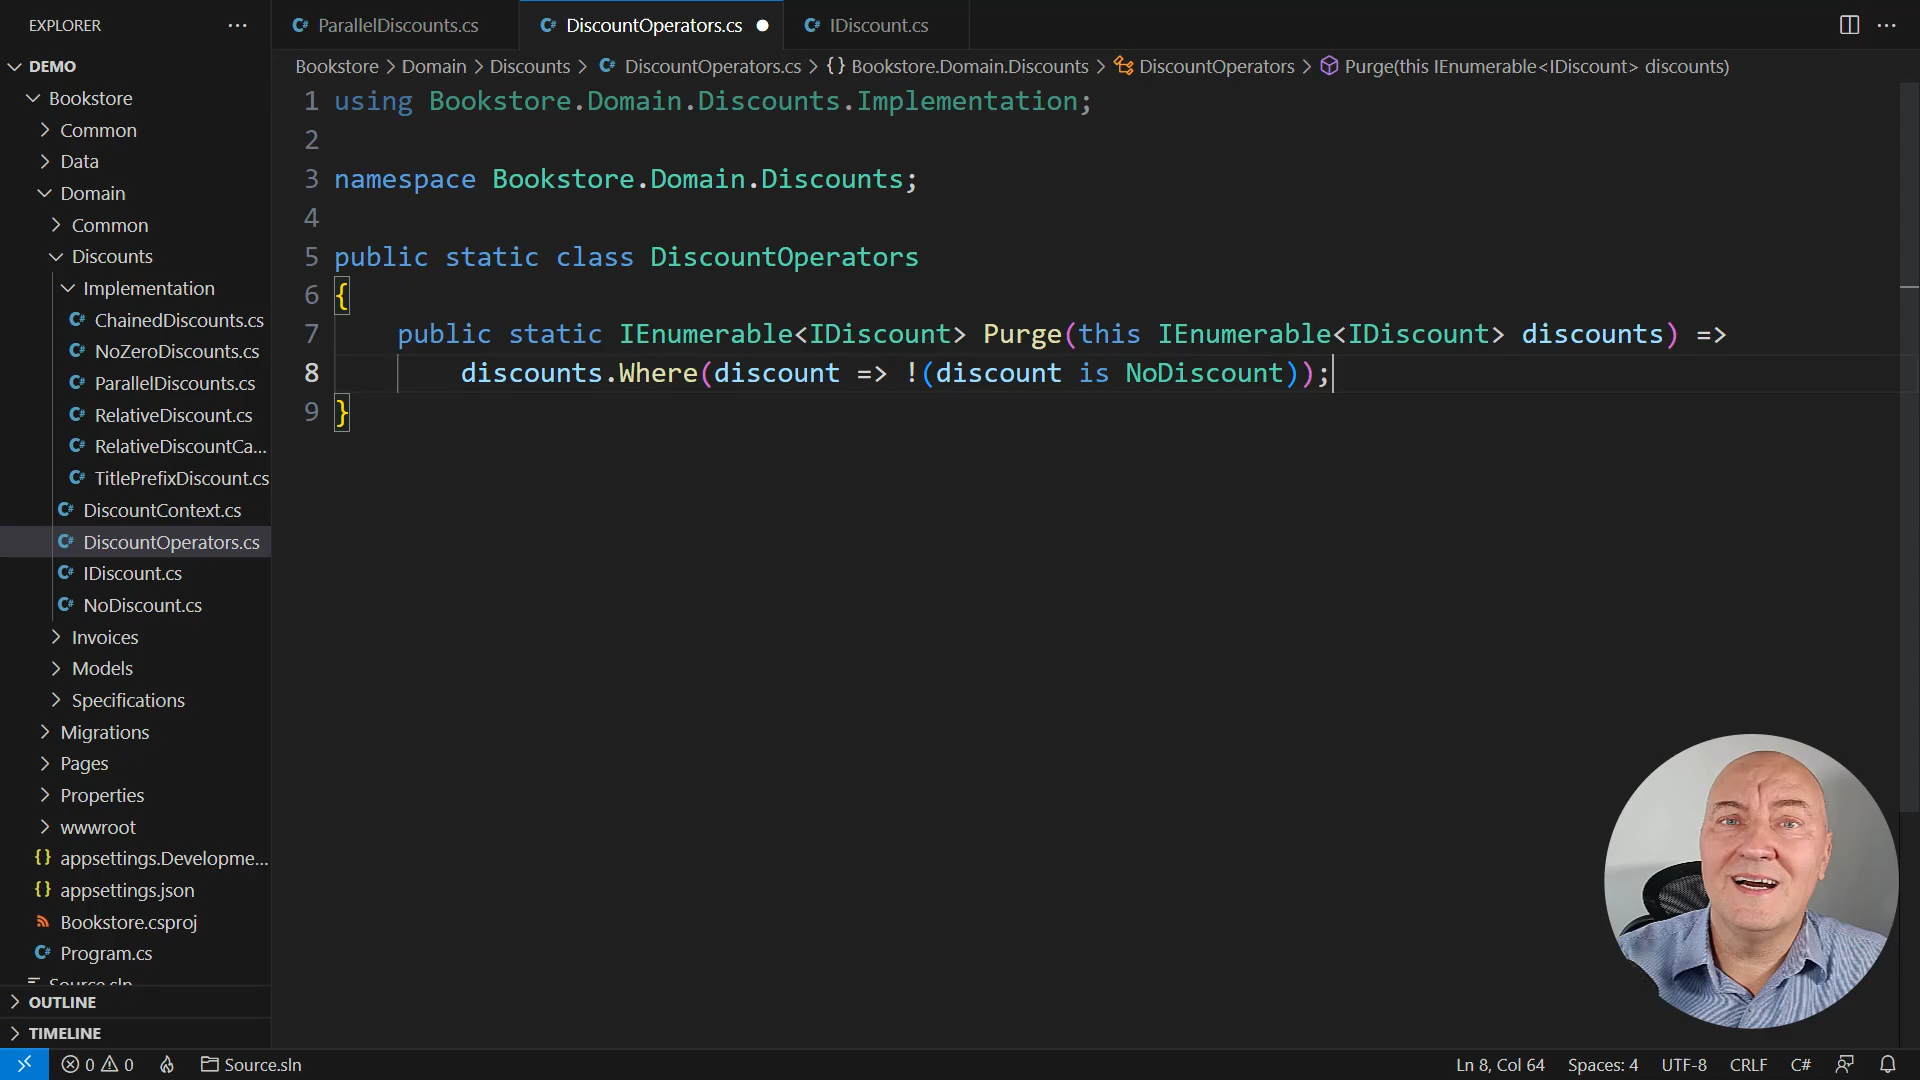 EXPLORER
DEMO
Bookstore
Common
Data
Domain
Common
Discounts
Implementation
ChainedDiscounts.cs
NoZeroDiscounts.cs
ParallelDiscounts.cs
RelativeDiscount.cs
RelativeDiscountCa...
TitlePrefixDiscount.cs
DiscountContext.cs
DiscountOperators.cs
IDiscount.cs
NoDiscount.cs
Invoices
Models
Specifications
Migrations
Pages
Properties
wwwroot
appsettings.Developme...
appsettings.json
Bookstore.csproj
Program.cs
Source.sln
OUTLINE
TIMELINE
ParallelDiscounts.cs
DiscountOperators.cs
IDiscount.cs
Bookstore > Domain > Discounts > DiscountOperators.cs > {} Bookstore.Domain.Discounts > DiscountOperators > Purge(this IEnumerable<IDiscount> discounts)
1 using Bookstore.Domain.Discounts.Implementation;
2
3 namespace Bookstore.Domain.Discounts;
4
5 public static class DiscountOperators
6 {
7 public static IEnumerable<IDiscount> Purge(this IEnumerable<IDiscount> discounts) =>
8 discounts.Where(discount => !(discount is NoDiscount));
9 }
0 0 Source.sln Ln 8, Col 64 Spaces: 4 UTF-8 CRLF C#